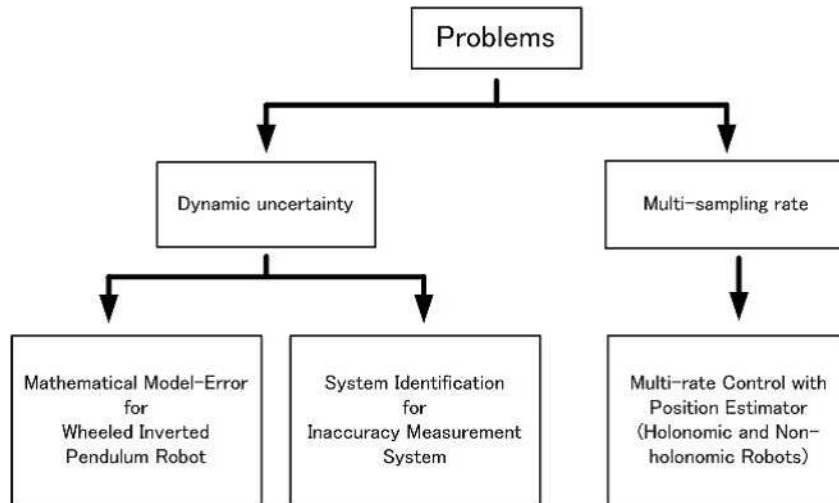 Problems
Dynamic uncertainty
Multi-sampling rate
Mathematical Model-Error
for
Wheeled Inverted
Pendulum Robot
System Identification
for
Inaccuracy Measurement
System
Multi-rate Control with
Position Estimator
(Holonomic and Non-
holonomic Robots)